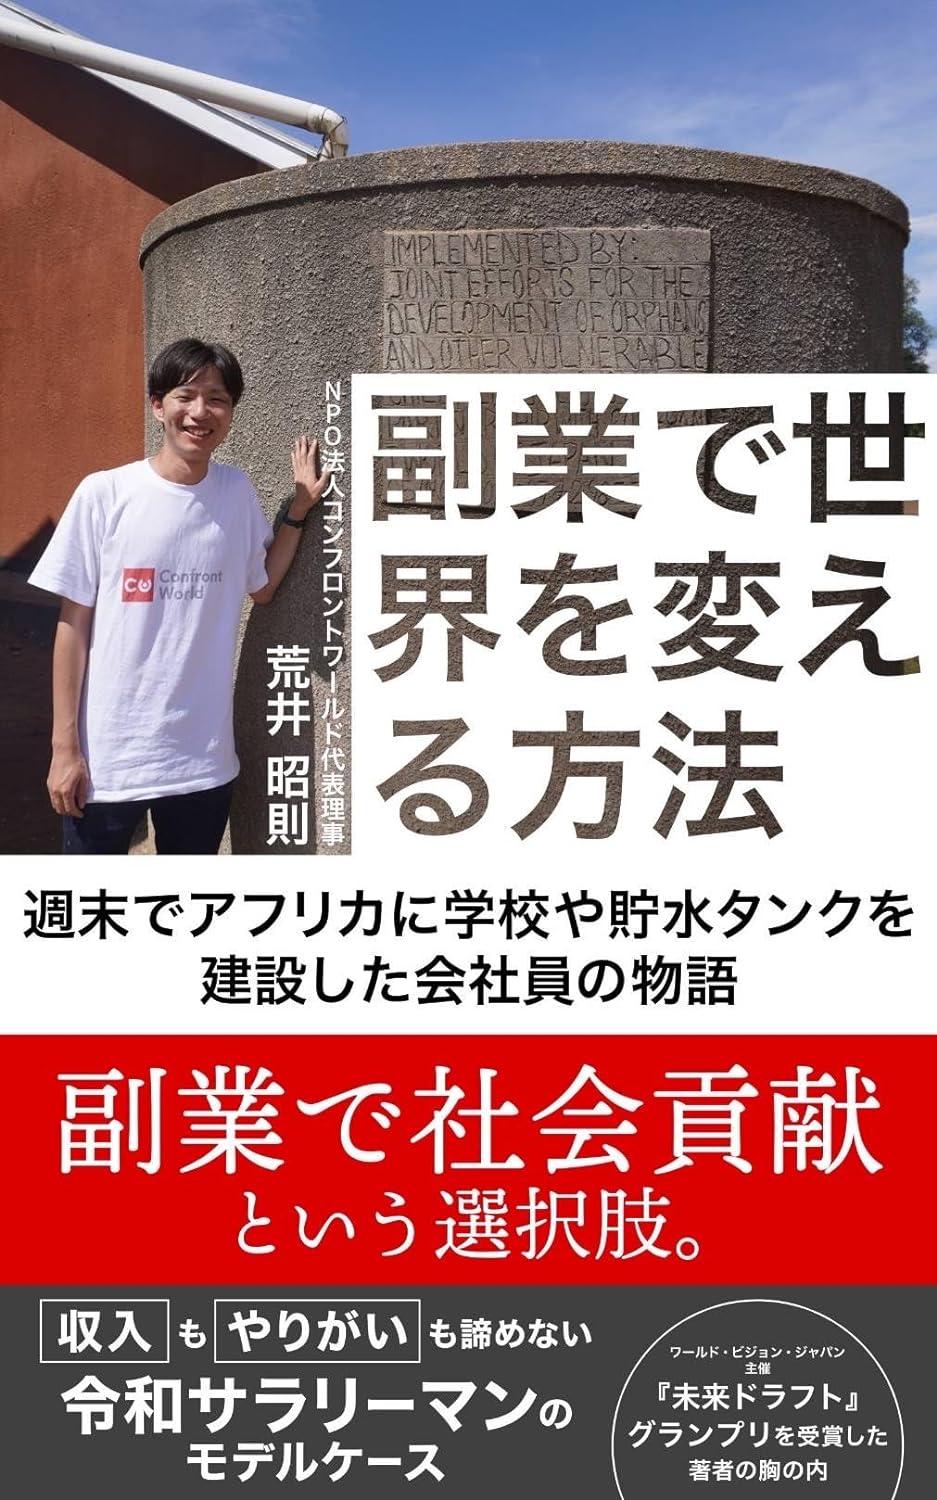 IMPLEMENTED BY:
JOINT EFFORTS FOR THE
DEVELOPMENT OF ORPHANS
AND OTHER VULNERABLE
副業で世
界を変え
る方法
NPO法人コンフロントワールド代表理事
荒井 昭則
Confront
World
週末でアフリカに学校や貯水タンクを
建設した会社員の物語
副業で社会貢献
という選択肢。
収入もやりがいも諦めない
令和サラリーマンの
モデルケース
ワールド・ビジョン・ジャパン
主催
『未来ドラフト』
グランプリを受賞した
著者の胸の内